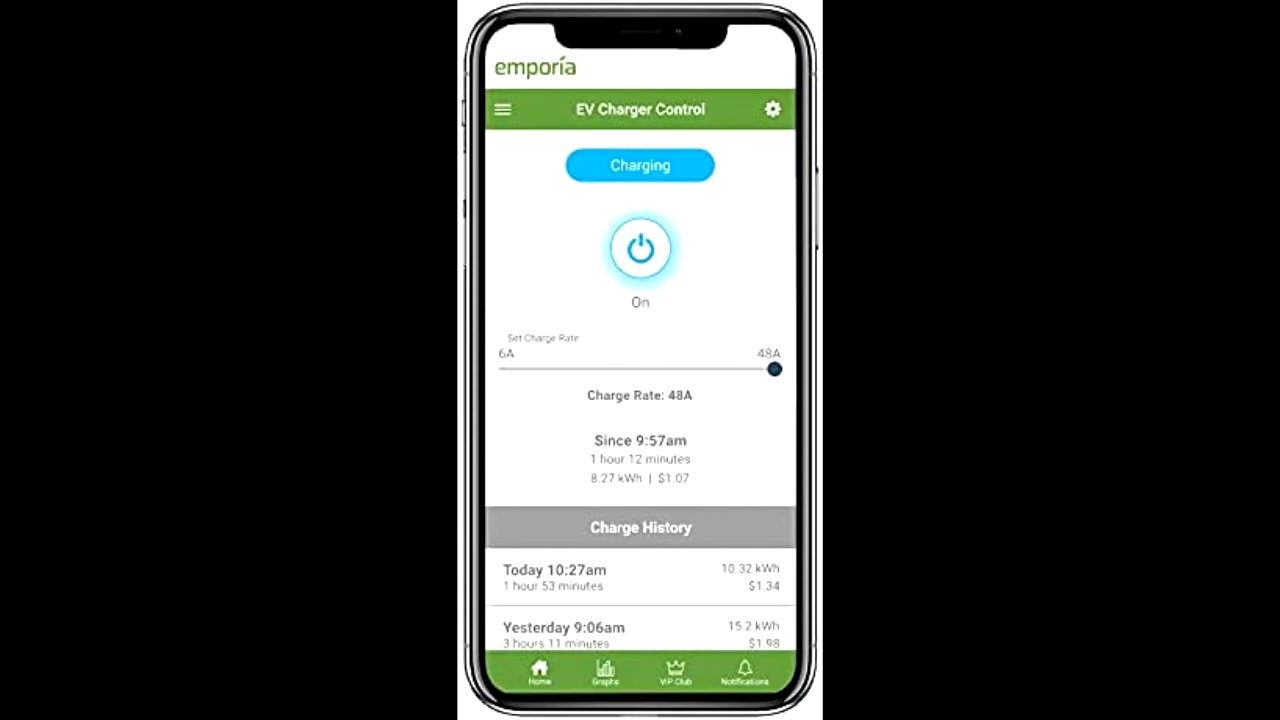 emporia
EV Charger Control
Charging
On
Set Charge Rate
6A 48A
Charge Rate: 48A
Since 9:57am
1 hour 12 minutes
8.27 kWh | $1.07
Charge History
Today 10:27am 10.32 kWh
1 hour 53 minutes $1.34
Yesterday 9:06am 15.2 kWh
3 hours 11 minutes $1.98
Home Graphs VIP Club Notifications